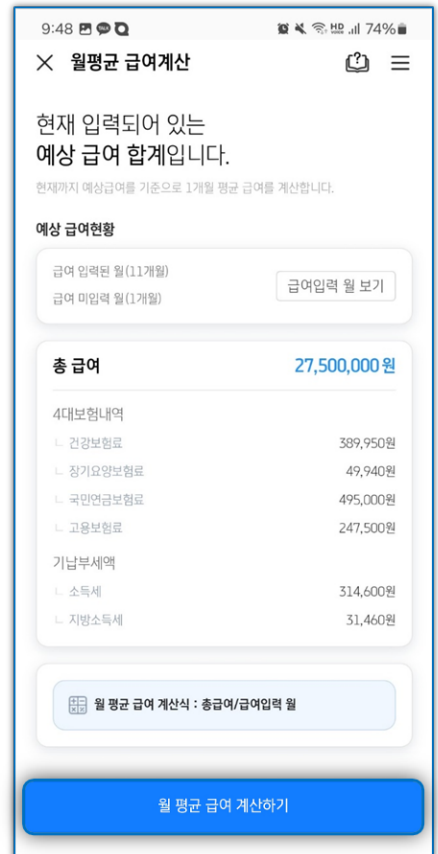 9:48
74%
월평균 급여계산
현재 입력되어 있는
예상 급여 합계입니다.
현재까지 예상급여를 기준으로 1개월 평균 급여를 계산합니다.
예상 급여현황
급여 입력된 월(11개월)
급여 미입력 월(1개월)
급여입력 월 보기
총 급여 27,500,000원
4대보험내역
ㄴ 건강보험료 389,950원
ㄴ 장기요양보험료 49,940원
ㄴ 국민연금보험료 495,000원
ㄴ 고용보험료 247,500원
기납부세액
ㄴ 소득세 314,600원
ㄴ 지방소득세 31,460원
월 평균 급여 계산식 : 총급여/급여입력 월
월 평균 급여 계산하기